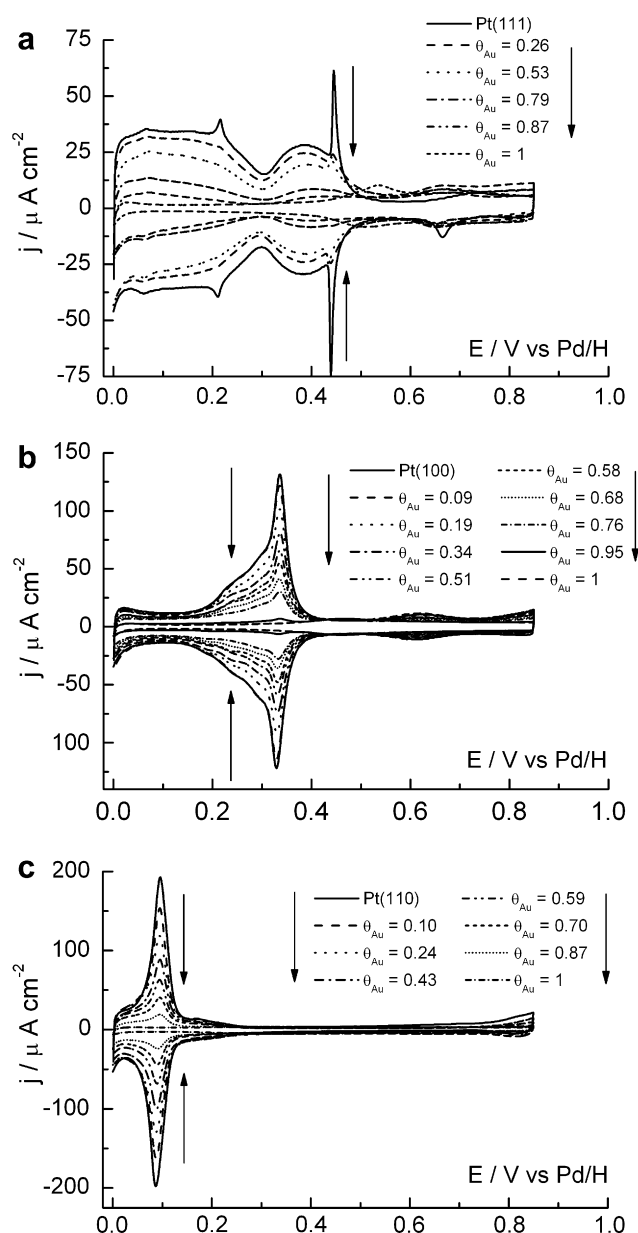 a
Pt(111)
θAu = 0.26
θAu = 0.53
θAu = 0.79
θAu = 0.87
θAu = 1
75
50
25
0
-25
-50
-75
j / μ A cm-2
E / V vs Pd/H
0.0 0.2 0.4 0.6 0.8 1.0
b
Pt(100)
θAu = 0.09
θAu = 0.19
θAu = 0.34
θAu = 0.51
θAu = 0.58
θAu = 0.68
θAu = 0.76
θAu = 0.95
θAu = 1
150
100
50
0
-50
100
j / μ A cm-2
E / V vs Pd/H
0.0 0.2 0.4 0.6 0.8 1.0
c
Pt(110)
θAu = 0.10
θAu = 0.24
θAu = 0.43
θAu = 0.59
θAu = 0.70
θAu = 0.87
θAu = 1
200
100
0
-100
-200
j / μ A cm-2
E / V vs Pd/H
0.0 0.2 0.4 0.6 0.8 1.0